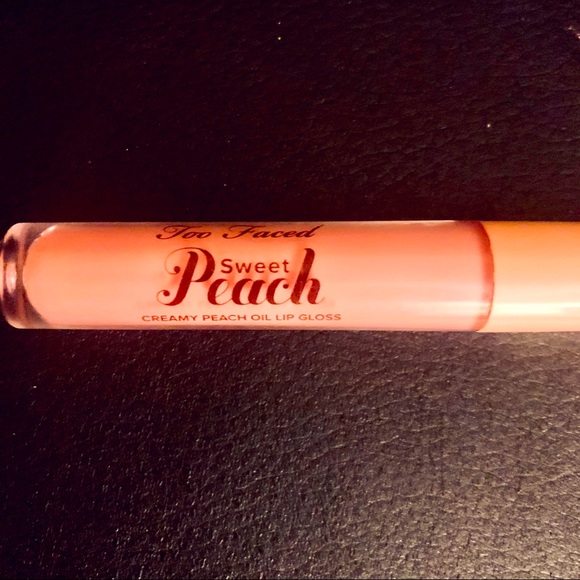 Too Faced
Sweet
Peach
CREAMY PEACH OIL LIP GLOSS